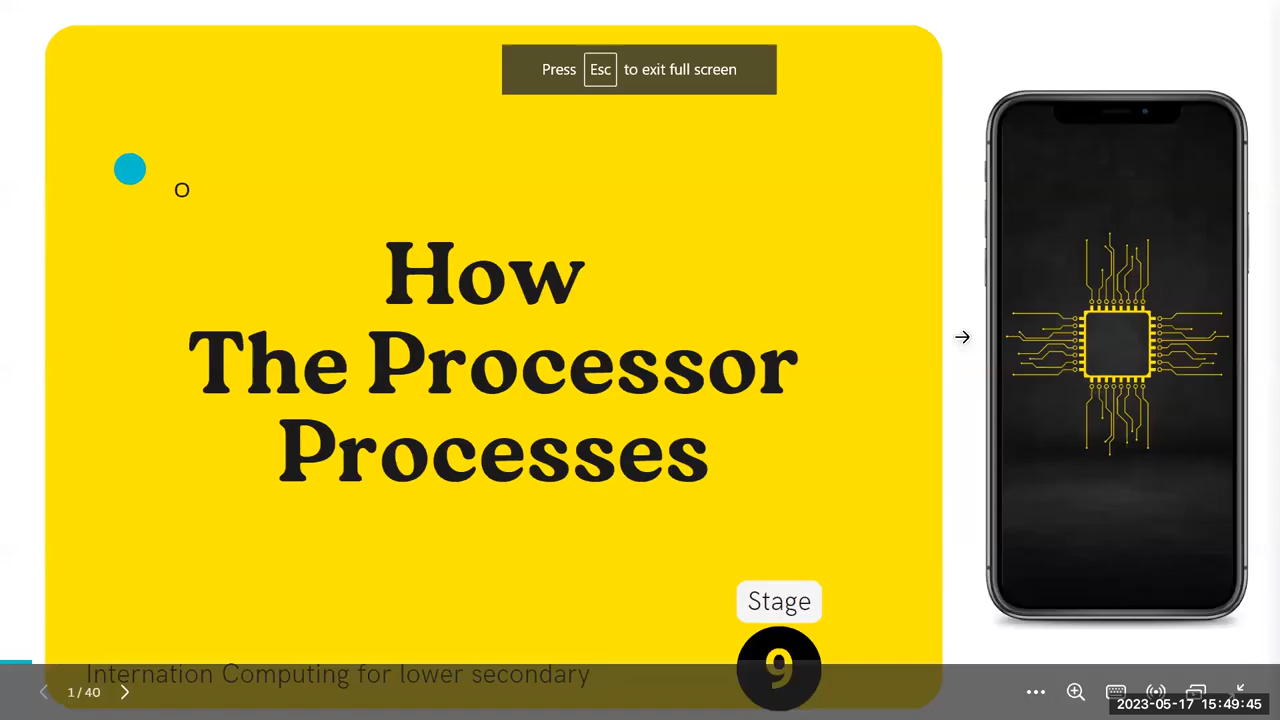 Press Esc to exit full screen
O
How
The Processor
Processes
Stage
9
Internation Computing for lower secondary
1 / 40
2023-05-17 15:49:45